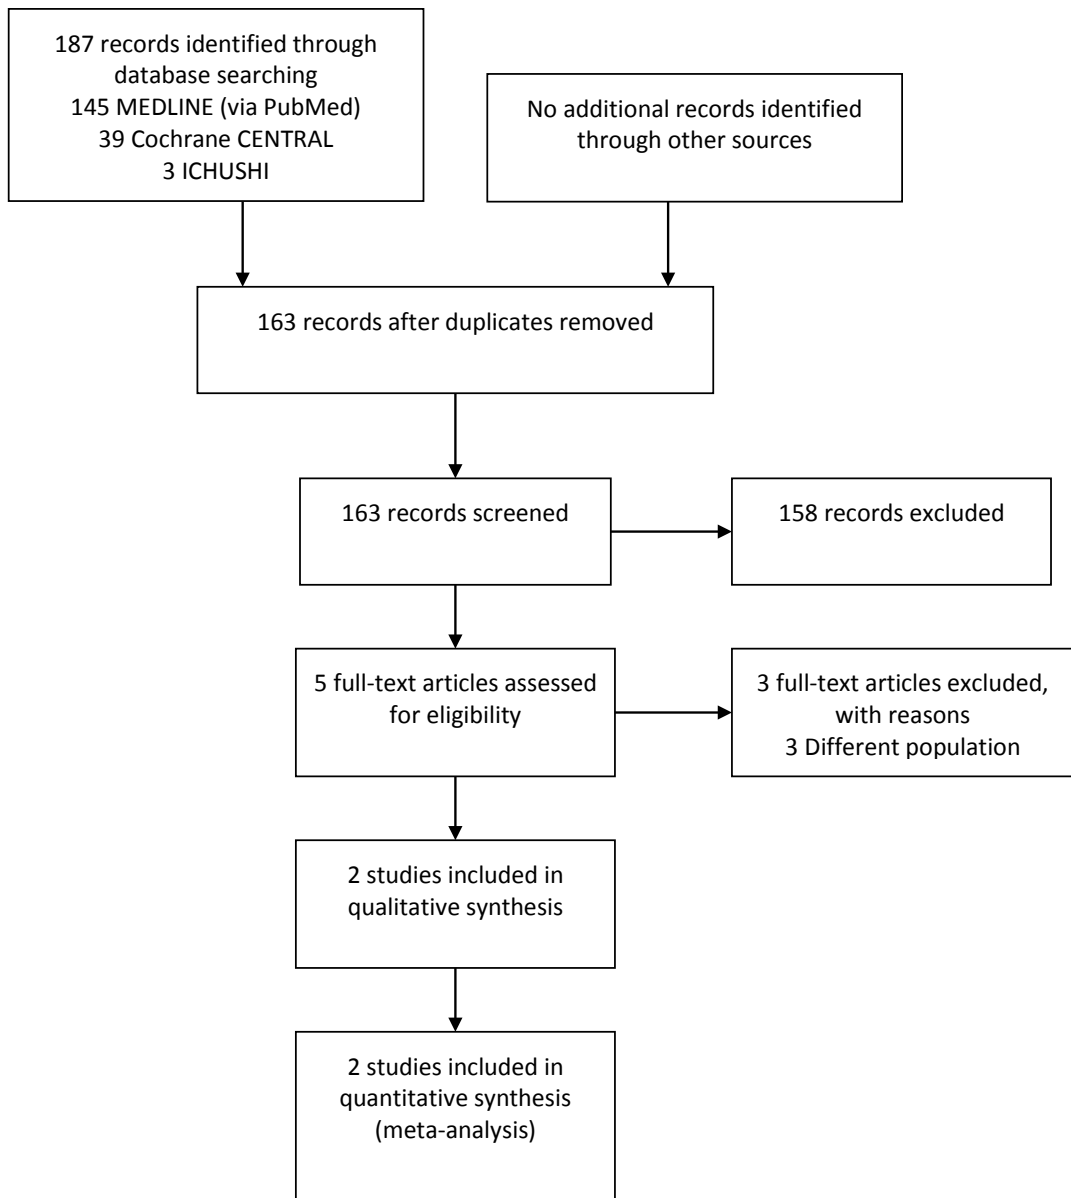 187 records identified through
database searching
145 MEDLINE (via PubMed)
39 Cochrane CENTRAL
3 ICHUSHI
No additional records identified
through other sources
163 records after duplicates removed
163 records screened
158 records excluded
5 full-text articles assessed
for eligibility
3 full-text articles excluded,
with reasons
3 Different population
2 studies included in
qualitative synthesis
2 studies included in
quantitative synthesis
(meta-analysis)